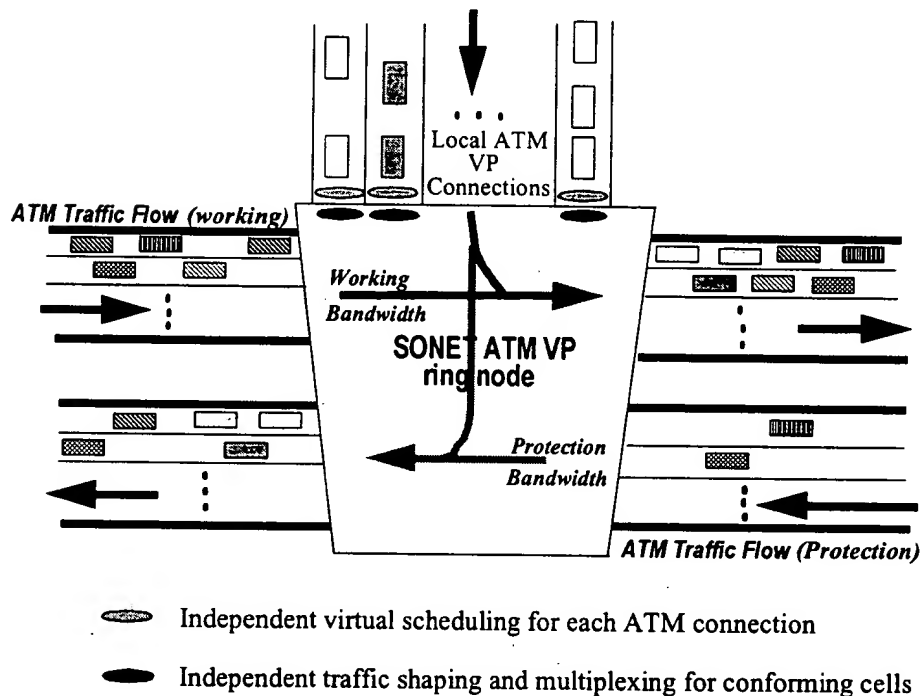 Local ATM
VP
Connections
ATM Traffic Flow (working)
Working
Bandwidth
SONET ATM VP
ring node
Protection
Bandwidth
ATM Traffic Flow (Protection)
Independent virtual scheduling for each ATM connection
Independent traffic shaping and multiplexing for conforming cells